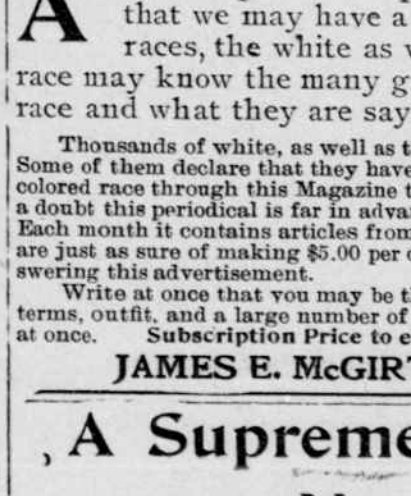 A that we may have a
races, the white as
race may know the many g
race and what they are say
Thousands of white, as well as t
Some of them declare that they have
colored race through this Magazine t
a doubt this periodical is far in adva
Each month it contains articles from
are just as sure of making $5.00 per
swering this advertisement.
Write at once that you may be t
terms, outfit, and a large number of
at once. Subscription Price to e
JAMES E. McGIR
, A Supreme